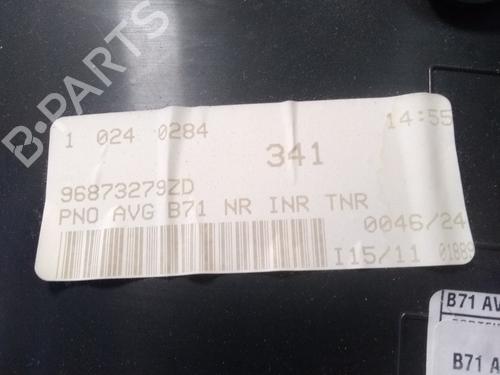 B-PARTS
1 024 0284
14:55
341
96873279ZD
PNO AVG B71 NR INR TNR
0046/24
I15/11 01889
B71 AV
B71 A